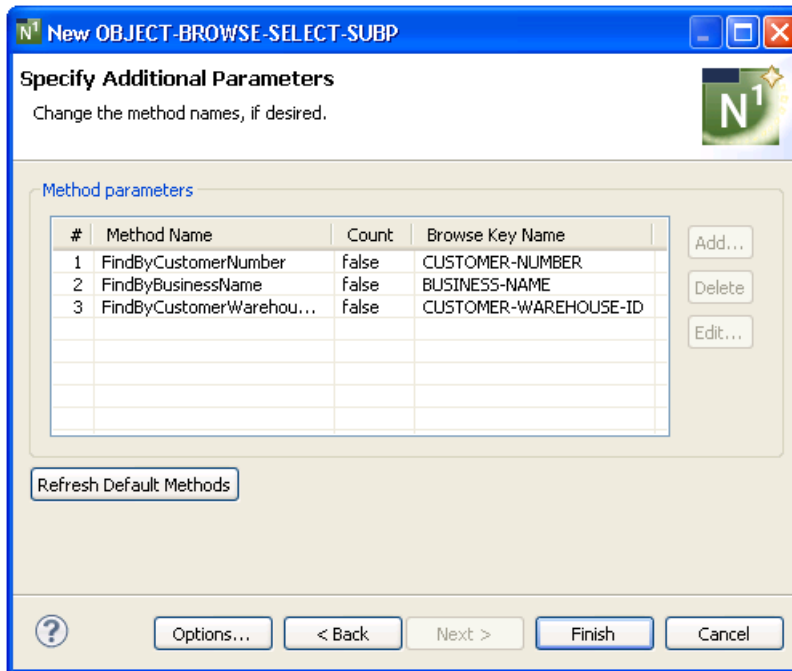 N1 New OBJECT-BROWSE-SELECT-SUBP
Specify Additional Parameters
Change the method names, if desired.
N1
Method parameters
# Method Name Count Browse Key Name
1 FindByCustomerNumber false CUSTOMER-NUMBER
2 FindByBusinessName false BUSINESS-NAME
3 FindByCustomerWarehou... false CUSTOMER-WAREHOUSE-ID
Add...
Delete
Edit...
Refresh Default Methods
? Options... < Back Next > Finish Cancel